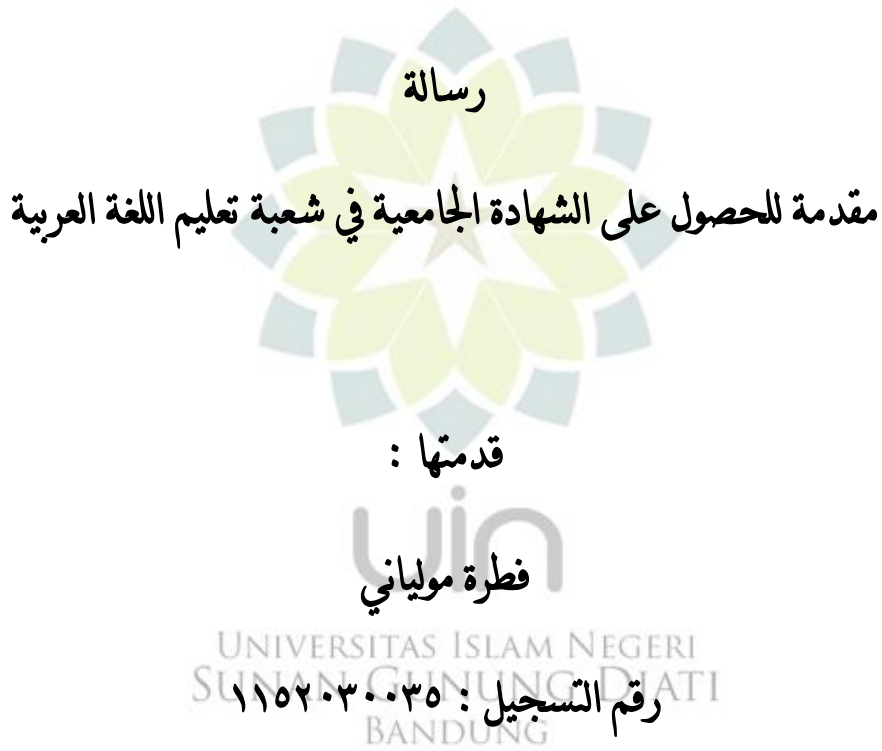 رسالة
مقدمة للحصول على الشهادة الجامعية في شعبة تعليم اللغة العربية
قدمتها :
uin
فطرة مولياني
UNIVERSITAS ISLAM NEGERI
SUNAN GUNUNG DJATI
رقم التسجيل : ١١٥٢٠٣٠٠٣٥
BANDUNG